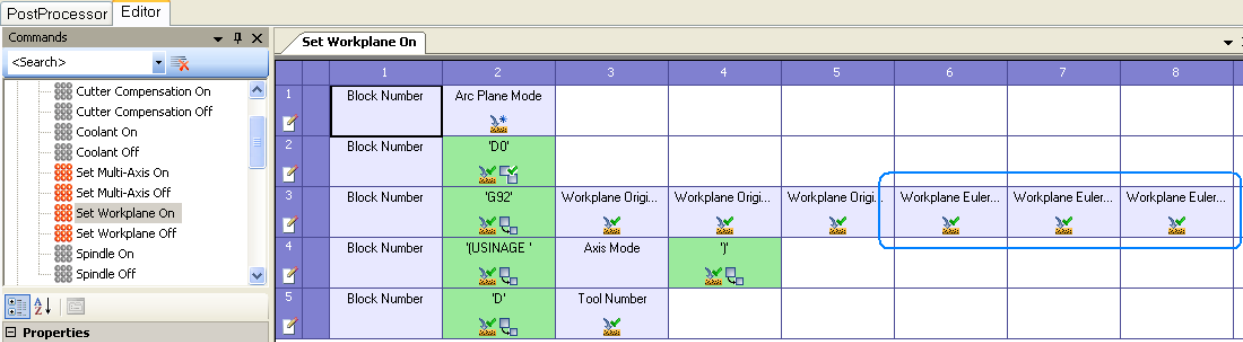 PostProcessor Editor
Commands
<Search>
Cutter Compensation On
Cutter Compensation Off
Coolant On
Coolant Off
Set Multi-Axis On
Set Multi-Axis Off
Set Workplane On
Set Workplane Off
Spindle On
Spindle Off
Properties
Set Workplane On
1 2 3 4 5 6 7 8
1 Block Number Arc Plane Mode
2 Block Number 'D0'
3 Block Number 'G92' Workplane Origi... Workplane Origi... Workplane Origi... Workplane Euler... Workplane Euler... Workplane Euler...
4 Block Number '(USINAGE ' Axis Mode ')'
5 Block Number 'D' Tool Number